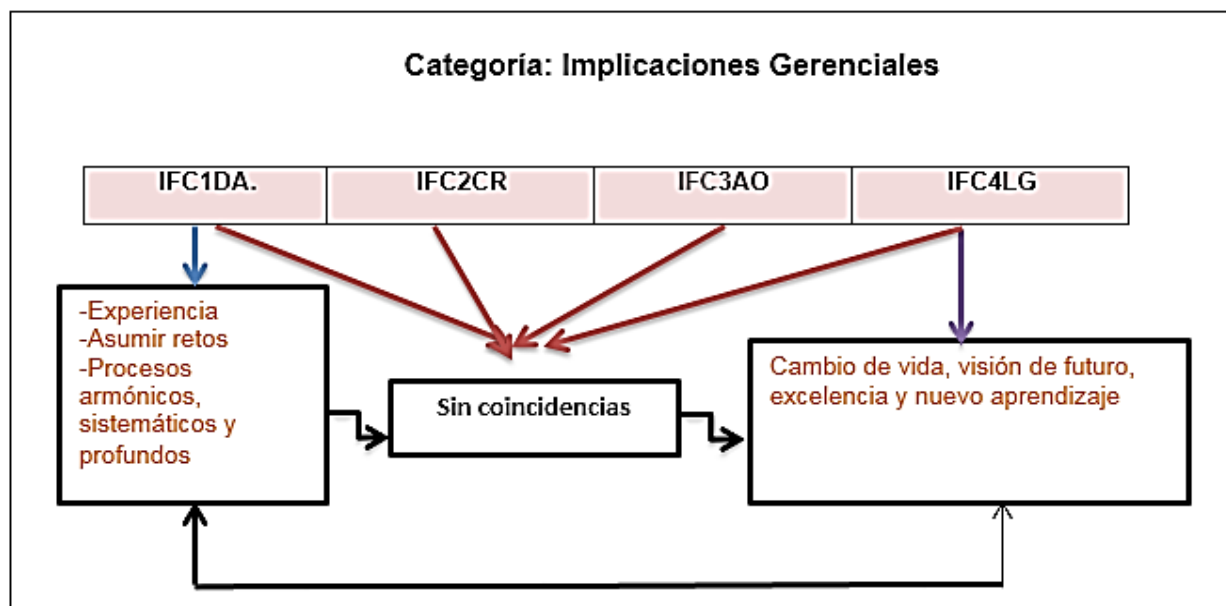 Categoría: Implicaciones Gerenciales
IFC1DA.
IFC2CR
IFC3AO
IFC4LG
-Experiencia
-Asumir retos
-Procesos
armónicos,
sistemáticos y
profundos
Sin coincidencias
Cambio de vida, visión de futuro,
excelencia y nuevo aprendizaje